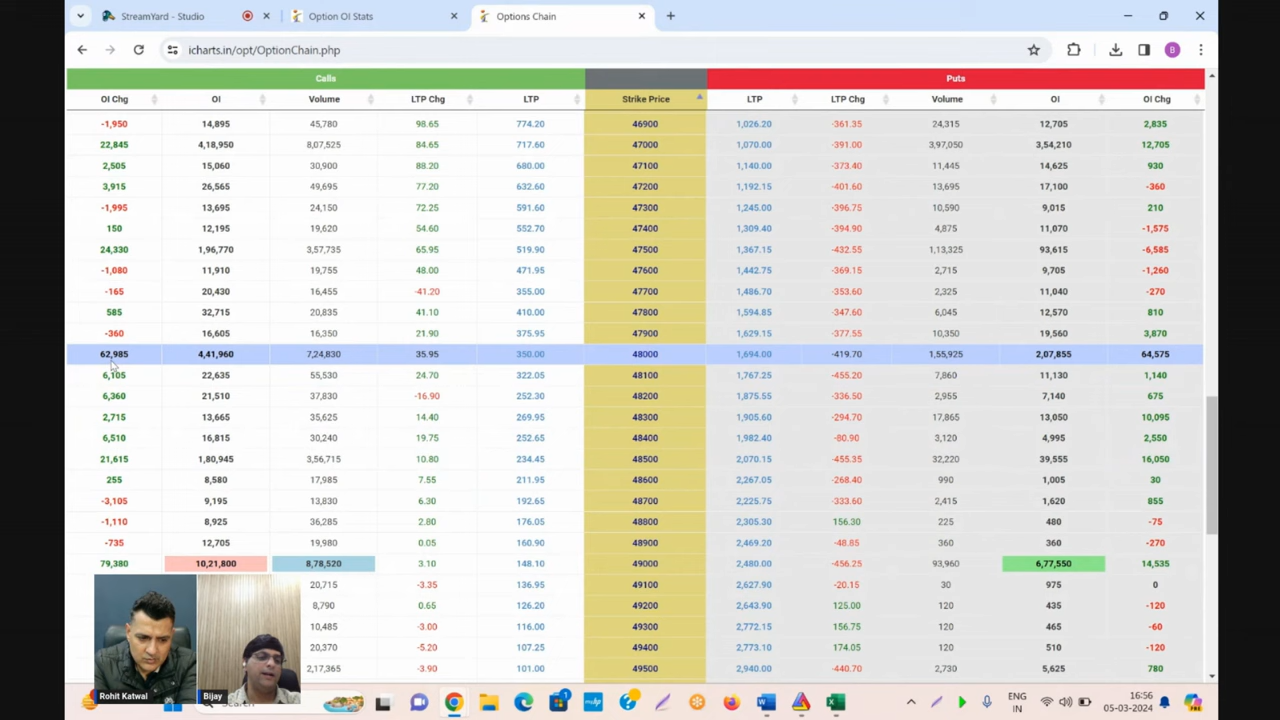 StreamYard - Studio
Option OI Stats
Options Chain
icharts.in/opt/OptionChain.php
B
Calls Puts
OI Chg OI Volume LTP Chg LTP Strike Price LTP LTP Chg Volume OI OI Chg
-1,950 14,895 45,780 98.65 774.20 46900 1,026.20 -361.35 24,315 12,705 2,835
22,845 4,18,950 8,07,525 84.65 717.60 47000 1,070.00 -391.00 3,97,050 3,54,210 12,705
2,505 15,060 30,900 88.20 680.00 47100 1,140.00 -373.40 11,445 14,625 930
3,915 26,565 49,695 77.20 632.60 47200 1,192.15 -401.60 13,695 17,100 -360
-1,995 13,695 24,150 72.25 591.60 47300 1,245.00 -396.75 10,590 9,015 210
150 12,195 19,620 54.60 552.70 47400 1,309.40 -394.90 4,875 11,070 -1,575
24,330 1,96,770 3,57,735 65.95 519.90 47500 1,367.15 -432.55 1,13,325 93,615 -6,585
-1,080 11,910 19,755 48.00 471.95 47600 1,442.75 -369.15 2,715 9,705 -1,260
-165 20,430 16,455 -41.20 355.00 47700 1,486.70 -353.60 2,325 11,040 -270
585 32,715 20,835 41.10 410.00 47800 1,594.85 -347.60 6,045 12,570 810
-360 16,605 16,350 21.90 375.95 47900 1,629.15 -377.55 10,350 19,560 3,870
62,985 4,41,960 7,24,830 35.95 350.00 48000 1,694.00 -419.70 1,55,925 2,07,855 64,575
6,105 22,635 55,530 24.70 322.05 48100 1,767.25 -455.20 7,860 11,130 1,140
6,360 21,510 37,830 -16.90 252.30 48200 1,875.55 -336.50 2,955 7,140 675
2,715 13,665 35,625 14.40 269.95 48300 1,905.60 -294.70 17,865 13,050 10,095
6,510 16,815 30,240 19.75 252.65 48400 1,982.40 -80.90 3,120 4,995 2,550
21,615 1,80,945 3,56,715 10.80 234.45 48500 2,070.15 -455.35 32,220 39,555 16,050
255 8,580 17,985 7.55 211.95 48600 2,267.05 -268.40 990 1,005 30
-3,105 9,195 13,830 6.30 192.65 48700 2,225.75 -333.60 2,415 1,620 855
-1,110 8,925 36,285 2.80 176.05 48800 2,305.30 156.30 225 480 -75
-735 12,705 19,980 0.05 160.90 48900 2,469.20 -48.85 360 360 -270
79,380 10,21,800 8,78,520 3.10 148.10 49000 2,480.00 -456.25 93,960 6,77,550 14,535
20,715 -3.35 136.95 49100 2,627.90 -20.15 30 975 0
8,790 0.65 126.20 49200 2,643.90 125.00 120 435 -120
10,485 -3.00 116.00 49300 2,772.15 156.75 120 465 -60
20,370 -5.20 107.25 49400 2,773.10 174.05 120 510 -120
2,17,365 -3.90 101.00 49500 2,940.00 -440.70 2,730 5,625 780
Rohit Katwal Bijay
Search
ENG
IN
16:56
05-03-2024